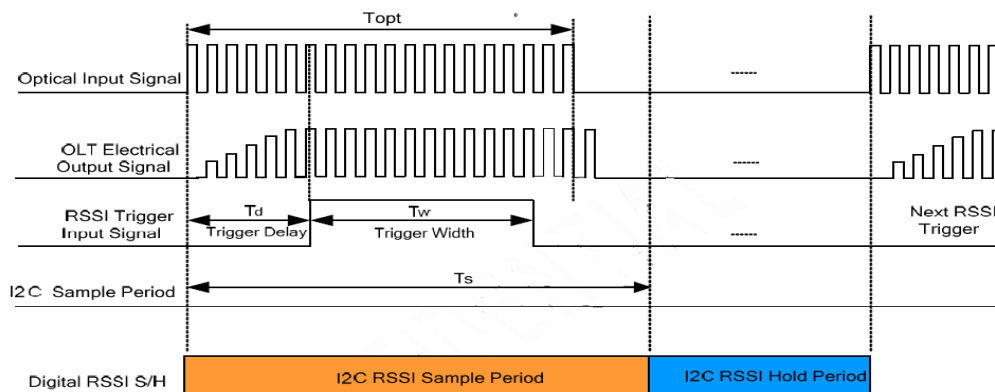 Topt
Optical Input Signal
------
OLT Electrical
Output Signal
------
RSSI Trigger
Input Signal
Td
Trigger Delay
Tw
Trigger Width
------
Next RSSI
Trigger
I2C Sample Period
Ts
Digital RSSI S/H
I2C RSSI Sample Period
I2C RSSI Hold Period